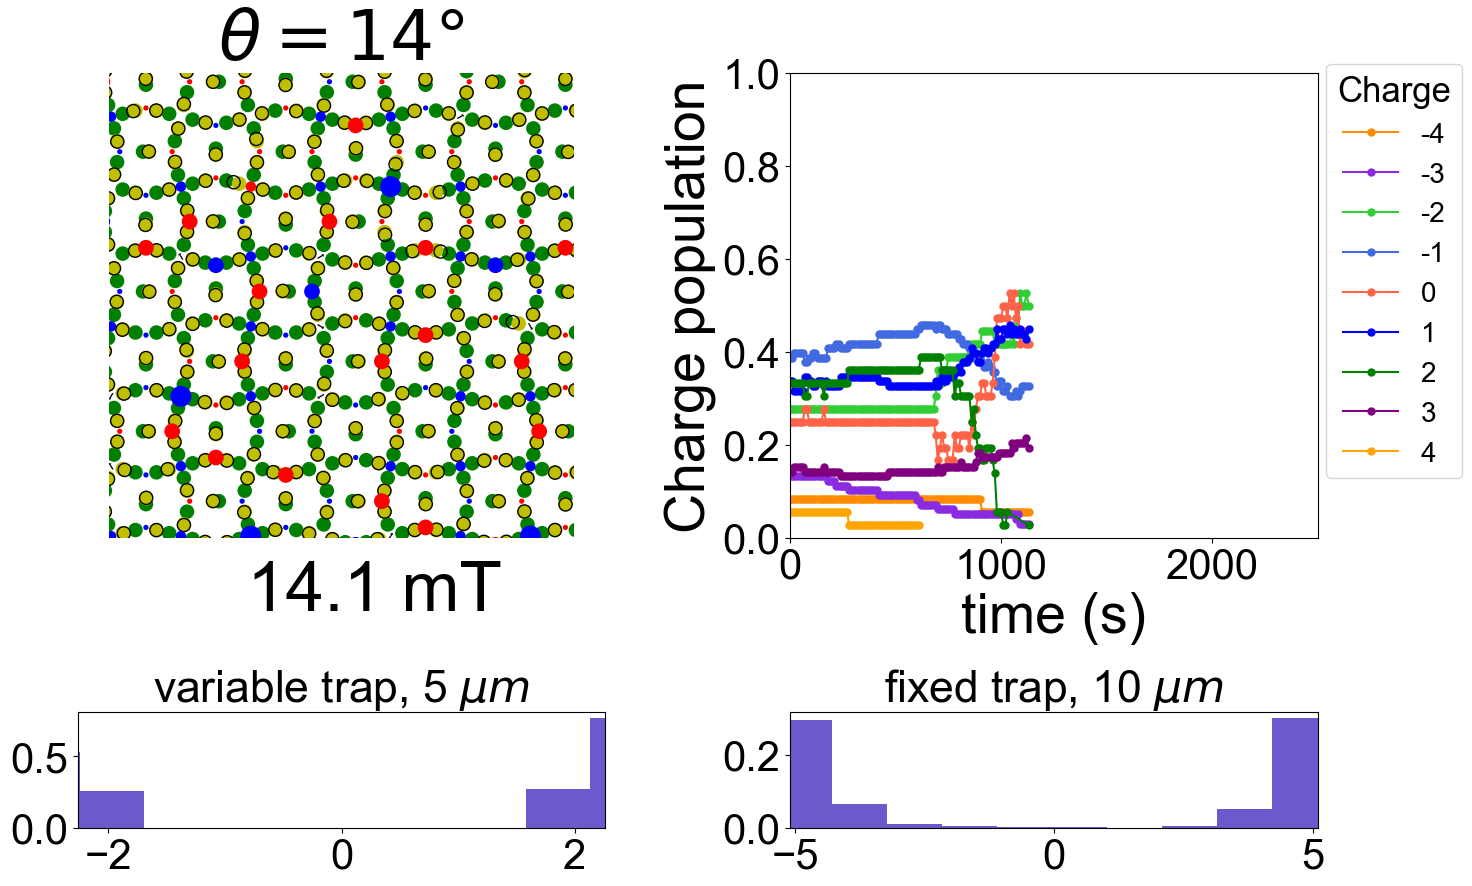 θ = 14°
14.1 mT
1.0
0.8
0.6
0.4
0.2
0.0
Charge population
0 1000 2000
time (s)
Charge
-4
-3
-2
-1
0
1
2
3
4
variable trap, 5 μm
0.5
0.0
−2 0 2
fixed trap, 10 μm
0.2
0.0
−5 0 5